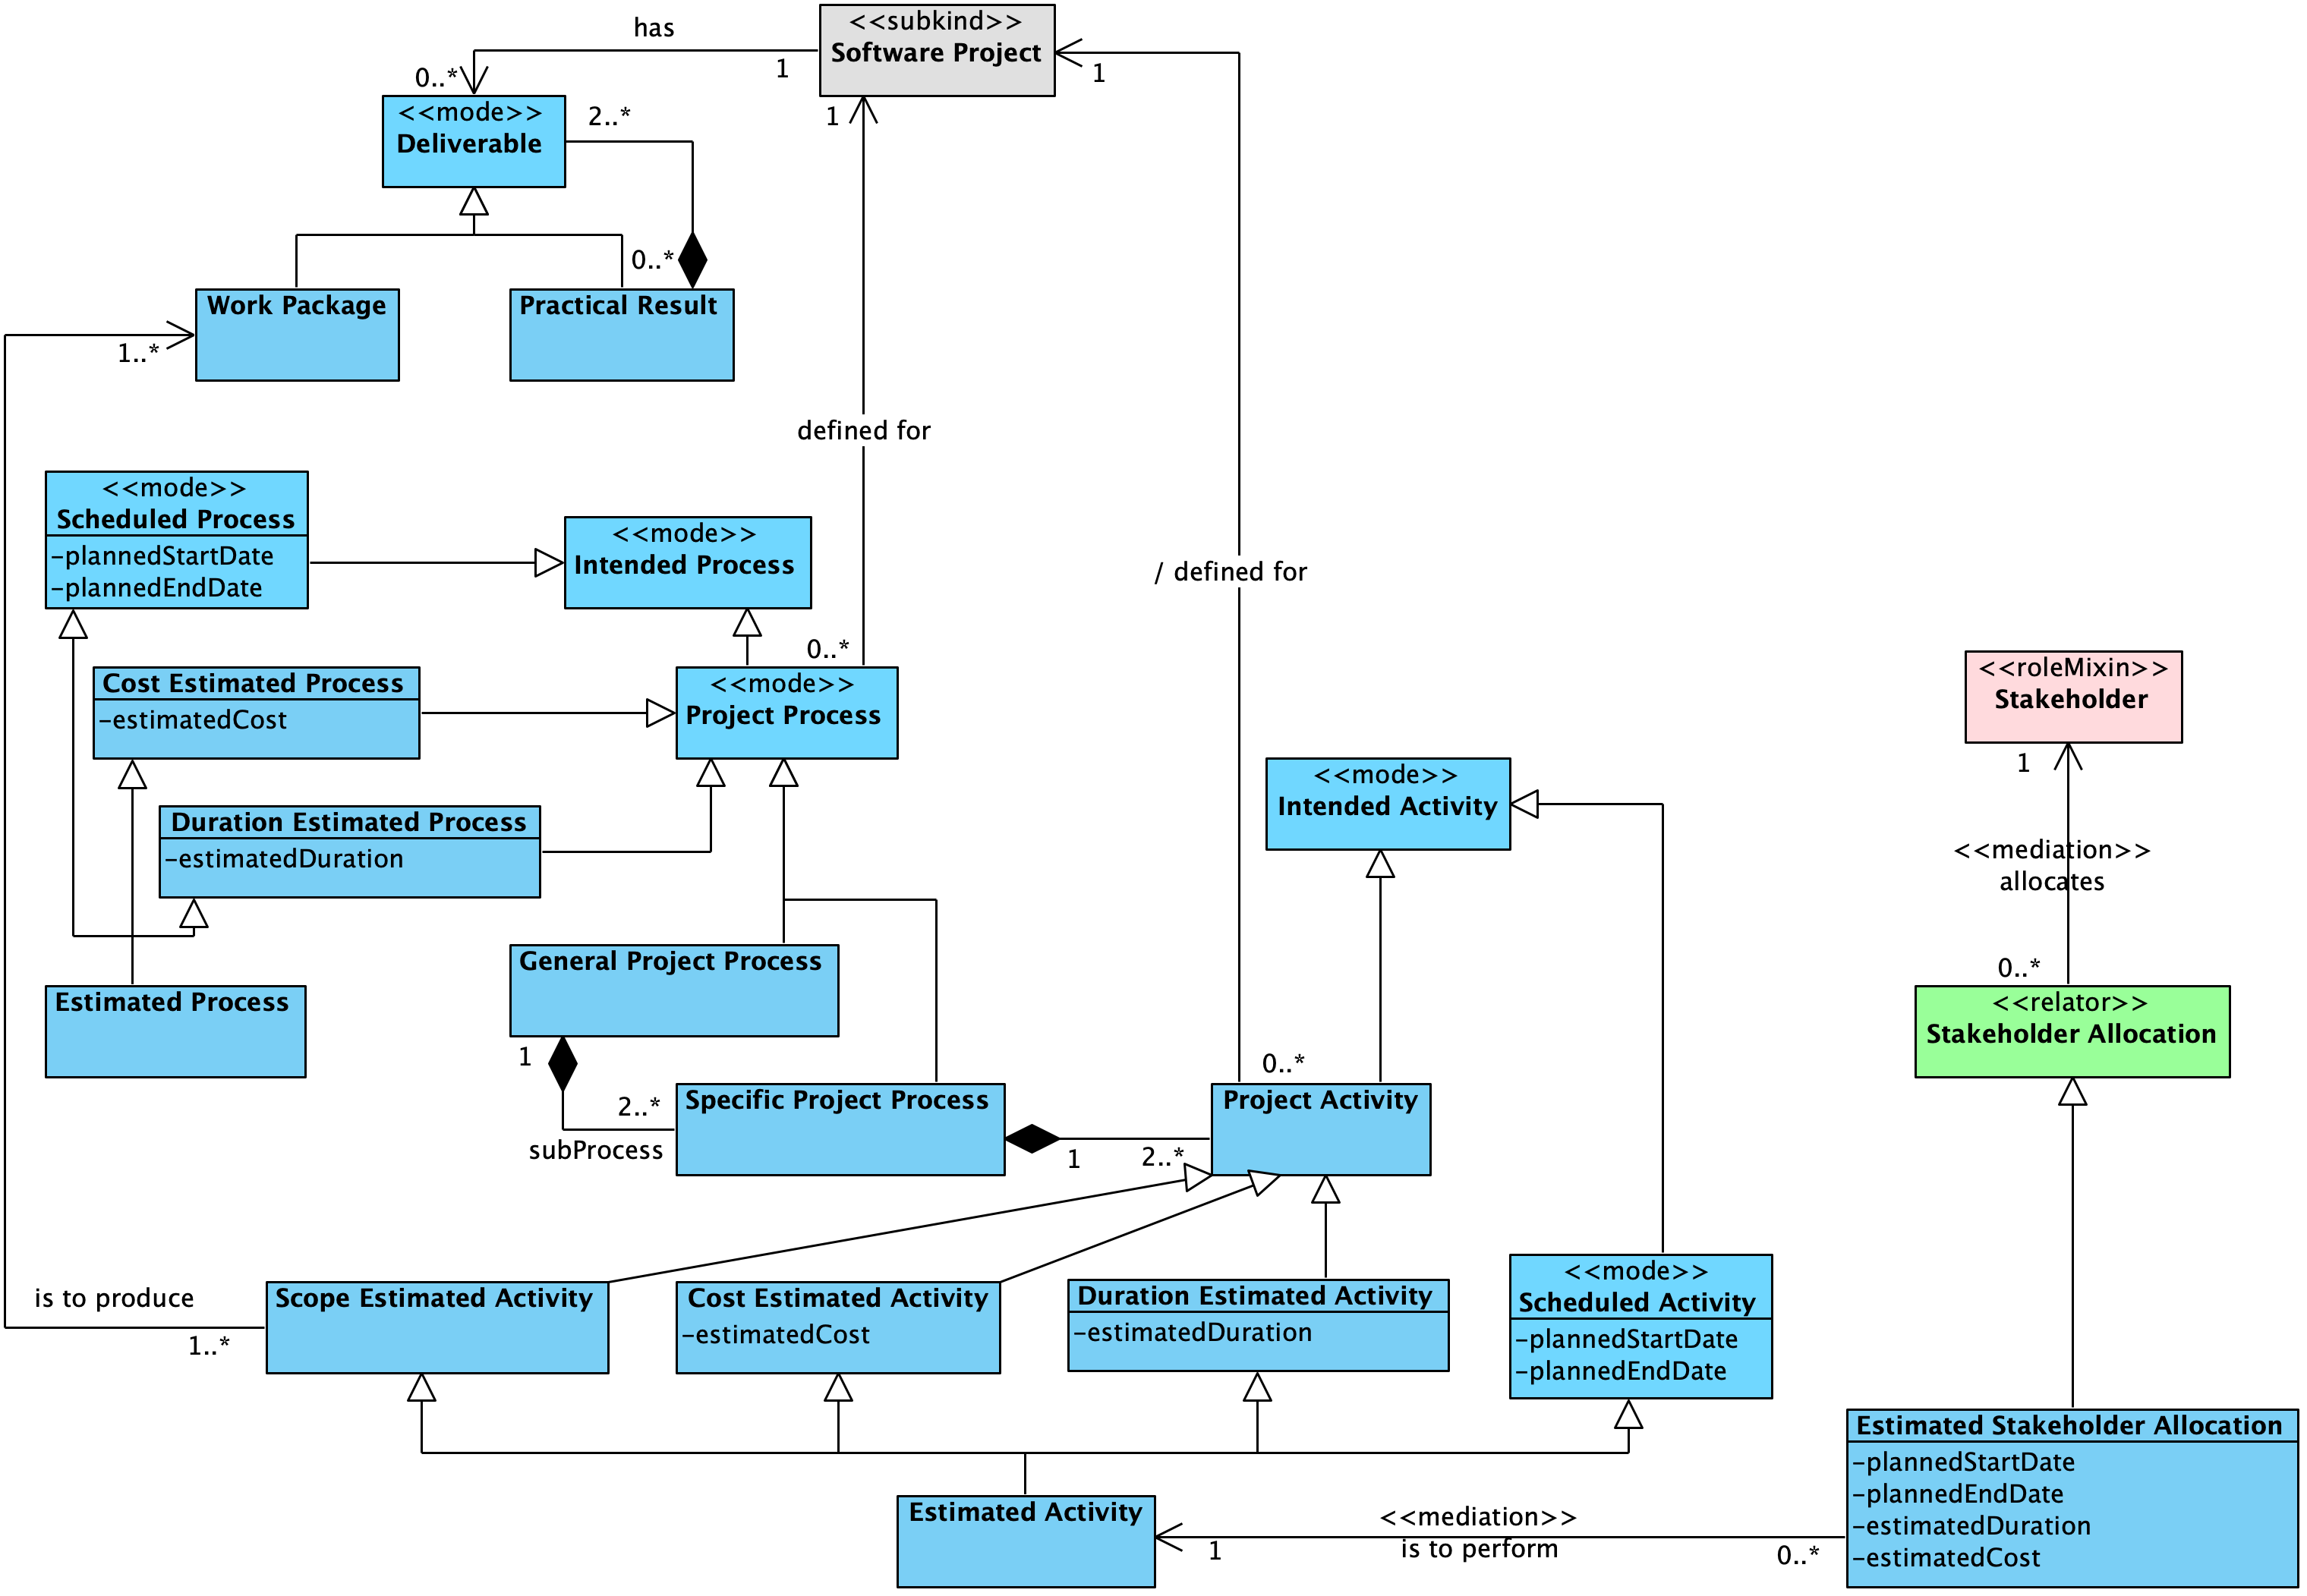 <<subkind>>
Software Project
has
1
0..*
1
1
<<mode>>
Deliverable
2..*
0..*
Work Package
Practical Result
1..*
defined for
<<mode>>
Scheduled Process
-plannedStartDate
-plannedEndDate
<<mode>>
Intended Process
/ defined for
0..*
Cost Estimated Process
-estimatedCost
<<mode>>
Project Process
<<roleMixin>>
Stakeholder
1
<<mode>>
Intended Activity
Duration Estimated Process
-estimatedDuration
<<mediation>>
allocates
General Project Process
0..*
Estimated Process
<<relator>>
Stakeholder Allocation
1
0..*
2..*
subProcess
Specific Project Process
1
2..*
Project Activity
is to produce
1..*
Scope Estimated Activity
Cost Estimated Activity
-estimatedCost
Duration Estimated Activity
-estimatedDuration
<<mode>>
Scheduled Activity
-plannedStartDate
-plannedEndDate
Estimated Stakeholder Allocation
-plannedStartDate
-plannedEndDate
-estimatedDuration
-estimatedCost
Estimated Activity
1
<<mediation>>
is to perform
0..*